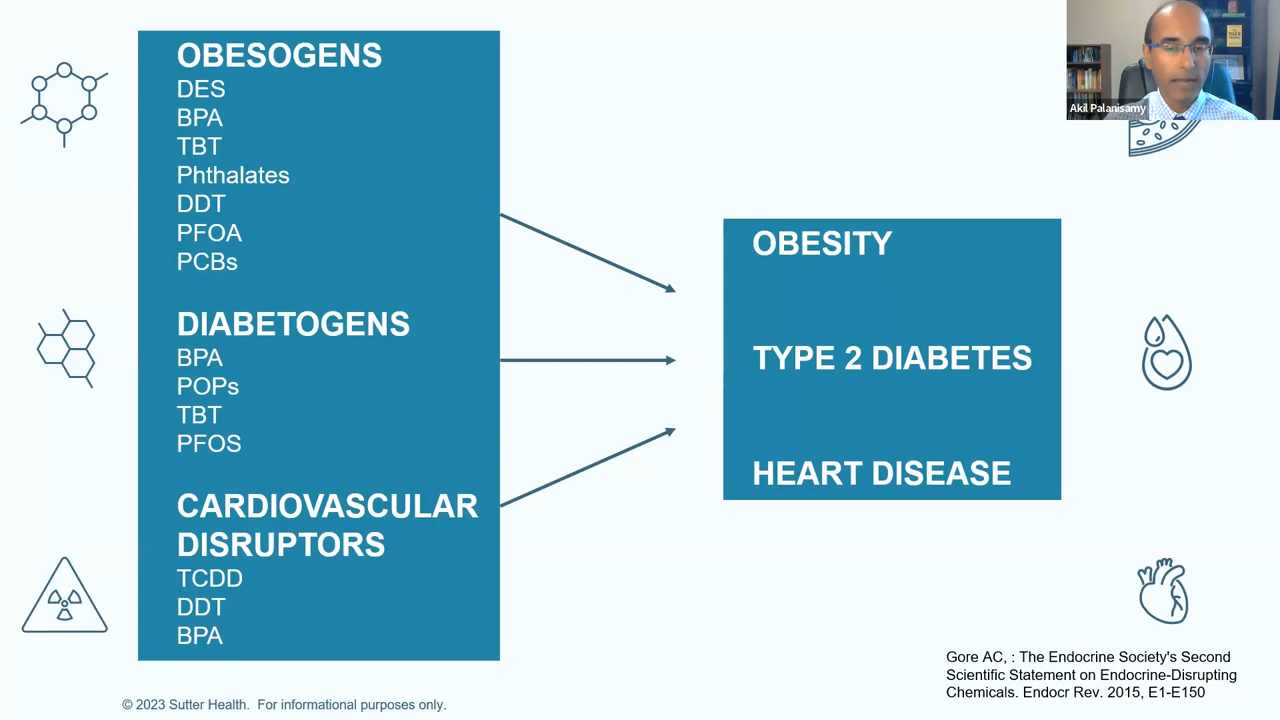 OBESOGENS
DES
BPA
TBT
Phthalates
DDT
PFOA
PCBs
DIABETOGENS
BPA
POPs
TBT
PFOS
CARDIOVASCULAR
DISRUPTORS
TCDD
DDT
BPA
OBESITY
TYPE 2 DIABETES
HEART DISEASE
Akil Palanisamy
Gore AC, : The Endocrine Society's Second
Scientific Statement on Endocrine-Disrupting
Chemicals. Endocr Rev. 2015, E1-E150
© 2023 Sutter Health. For informational purposes only.